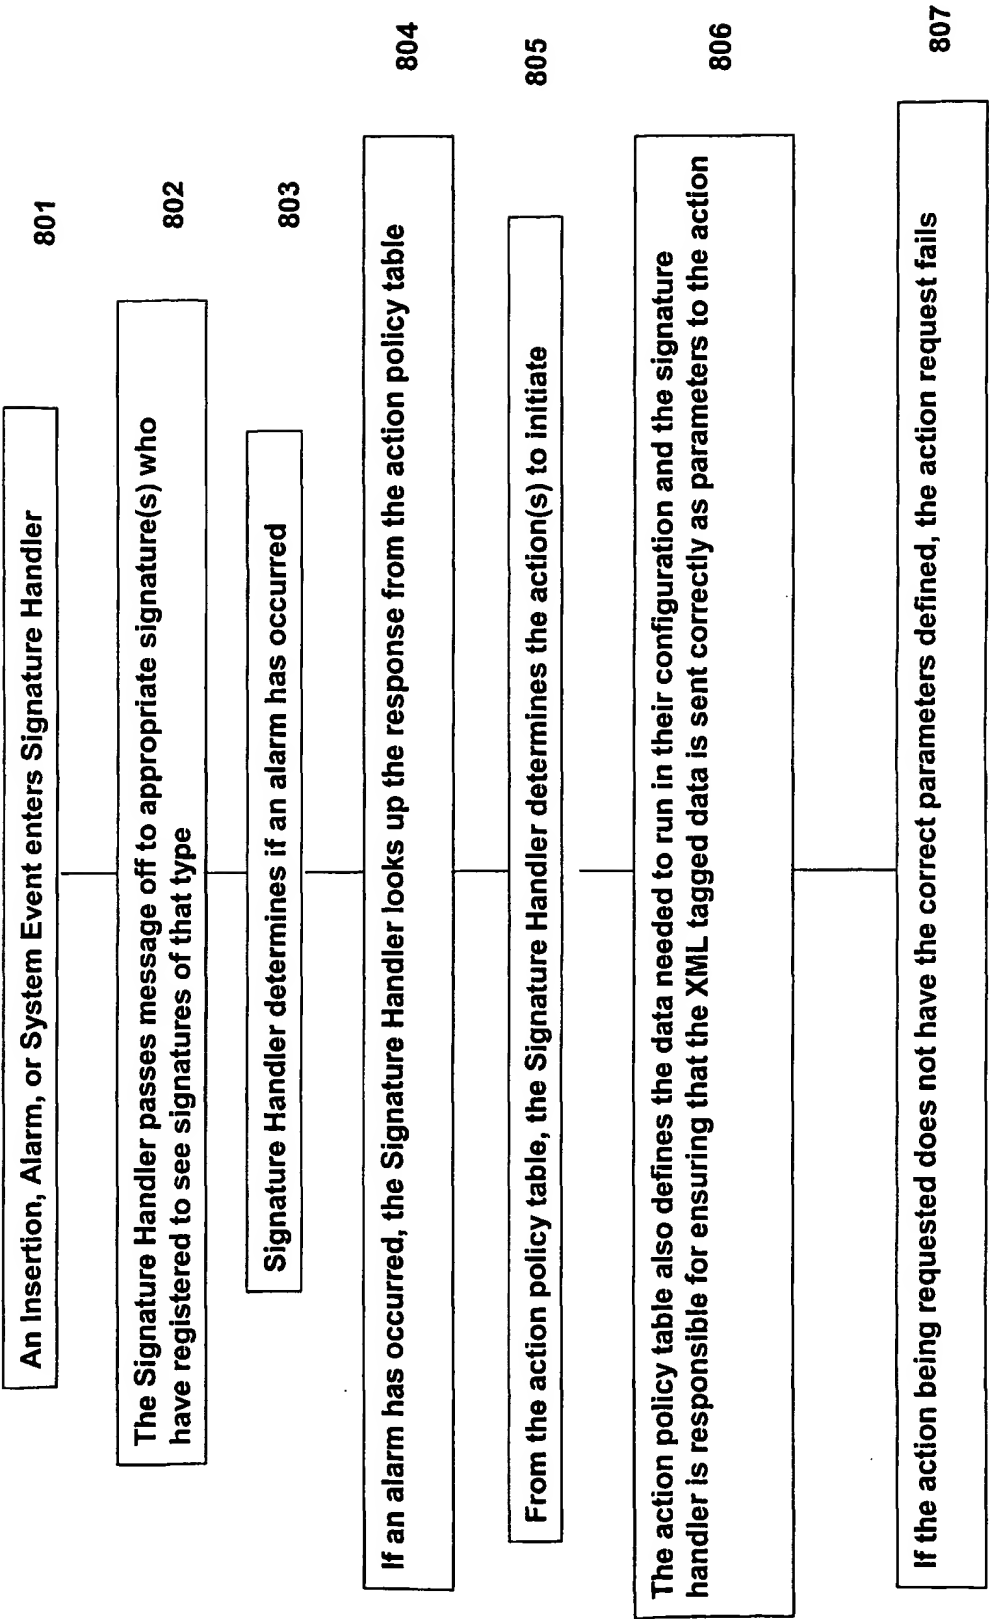 An Insertion, Alarm, or System Event enters Signature Handler
801
The Signature Handler passes message off to appropriate signature(s) who
have registered to see signatures of that type
802
Signature Handler determines if an alarm has occurred
803
If an alarm has occurred, the Signature Handler looks up the response from the action policy table
804
From the action policy table, the Signature Handler determines the action(s) to initiate
805
The action policy table also defines the data needed to run in their configuration and the signature
handler is responsible for ensuring that the XML tagged data is sent correctly as parameters to the action
806
If the action being requested does not have the correct parameters defined, the action request fails
807